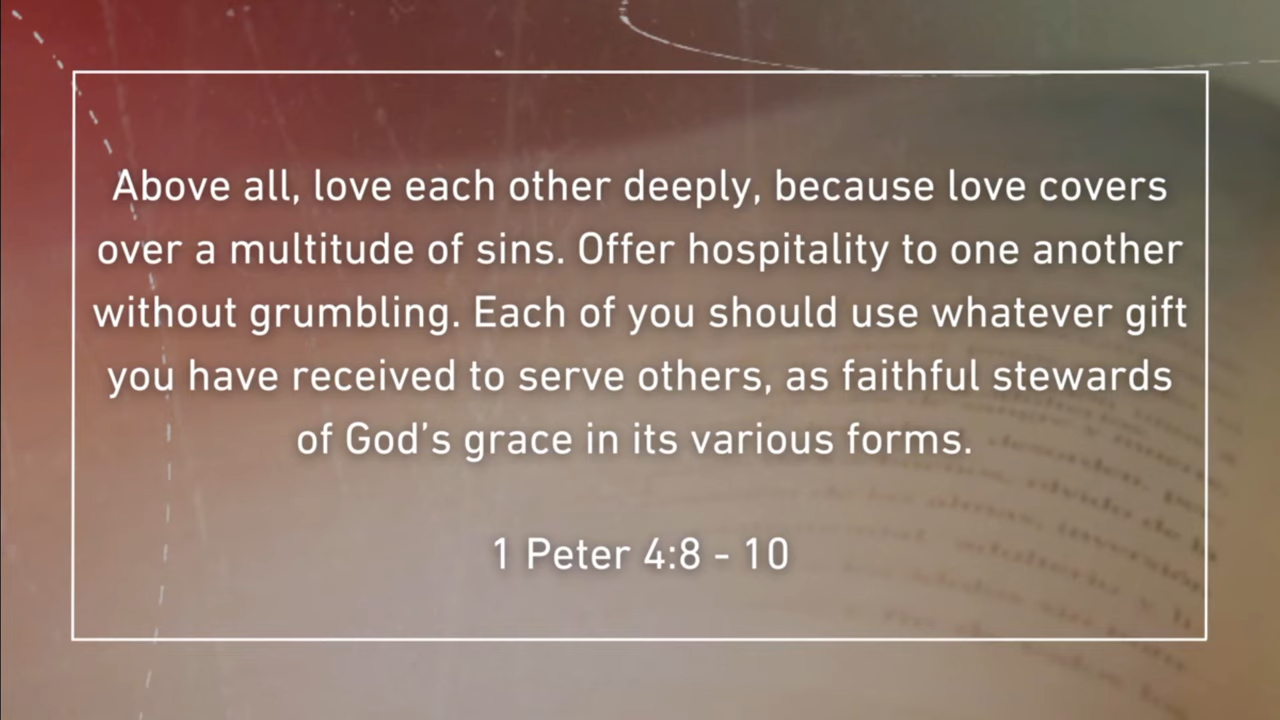 Above all, love each other deeply, because love covers
over a multitude of sins. Offer hospitality to one another
without grumbling. Each of you should use whatever gift
you have received to serve others, as faithful stewards
of God’s grace in its various forms.
1 Peter 4:8 - 10